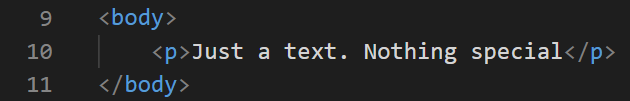 9 <body>
10 <p>Just a text. Nothing special</p>
11 </body>